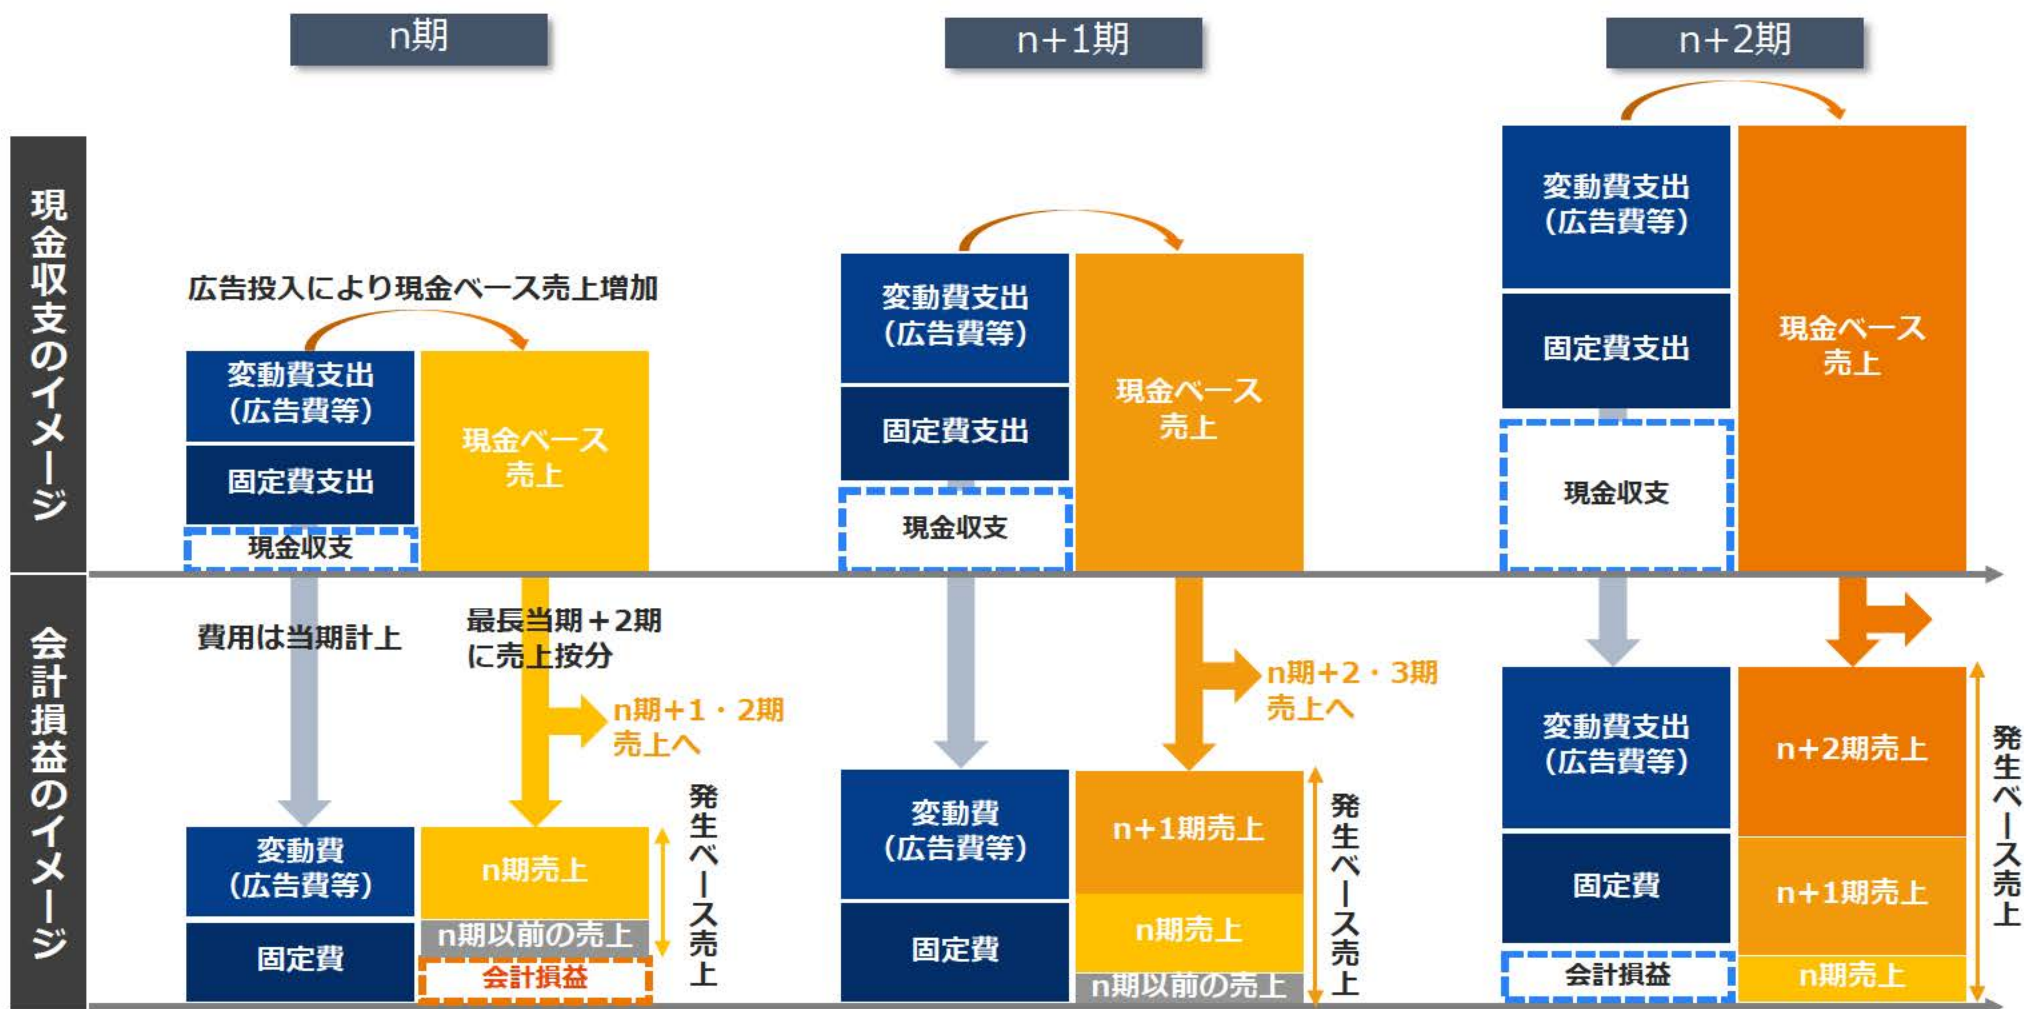 n期
n+1期
n+2期
現金収支のイメージ
広告投入により現金ベース売上増加
変動費支出
（広告費等）
固定費支出
現金収支
現金ベース
売上
変動費支出
（広告費等）
固定費支出
現金収支
現金ベース
売上
変動費支出
（広告費等）
固定費支出
現金収支
現金ベース
売上
会計損益のイメージ
費用は当期計上
最長当期＋2期
に売上按分
n期+1・2期
売上へ
変動費
（広告費等）
固定費
n期売上
n期以前の売上
会計損益
発生ベース売上
n期+2・3期
売上へ
変動費
（広告費等）
固定費
n+1期売上
n期売上
n期以前の売上
発生ベース売上
変動費支出
（広告費等）
固定費
会計損益
n+2期売上
n+1期売上
n期売上
発生ベース売上